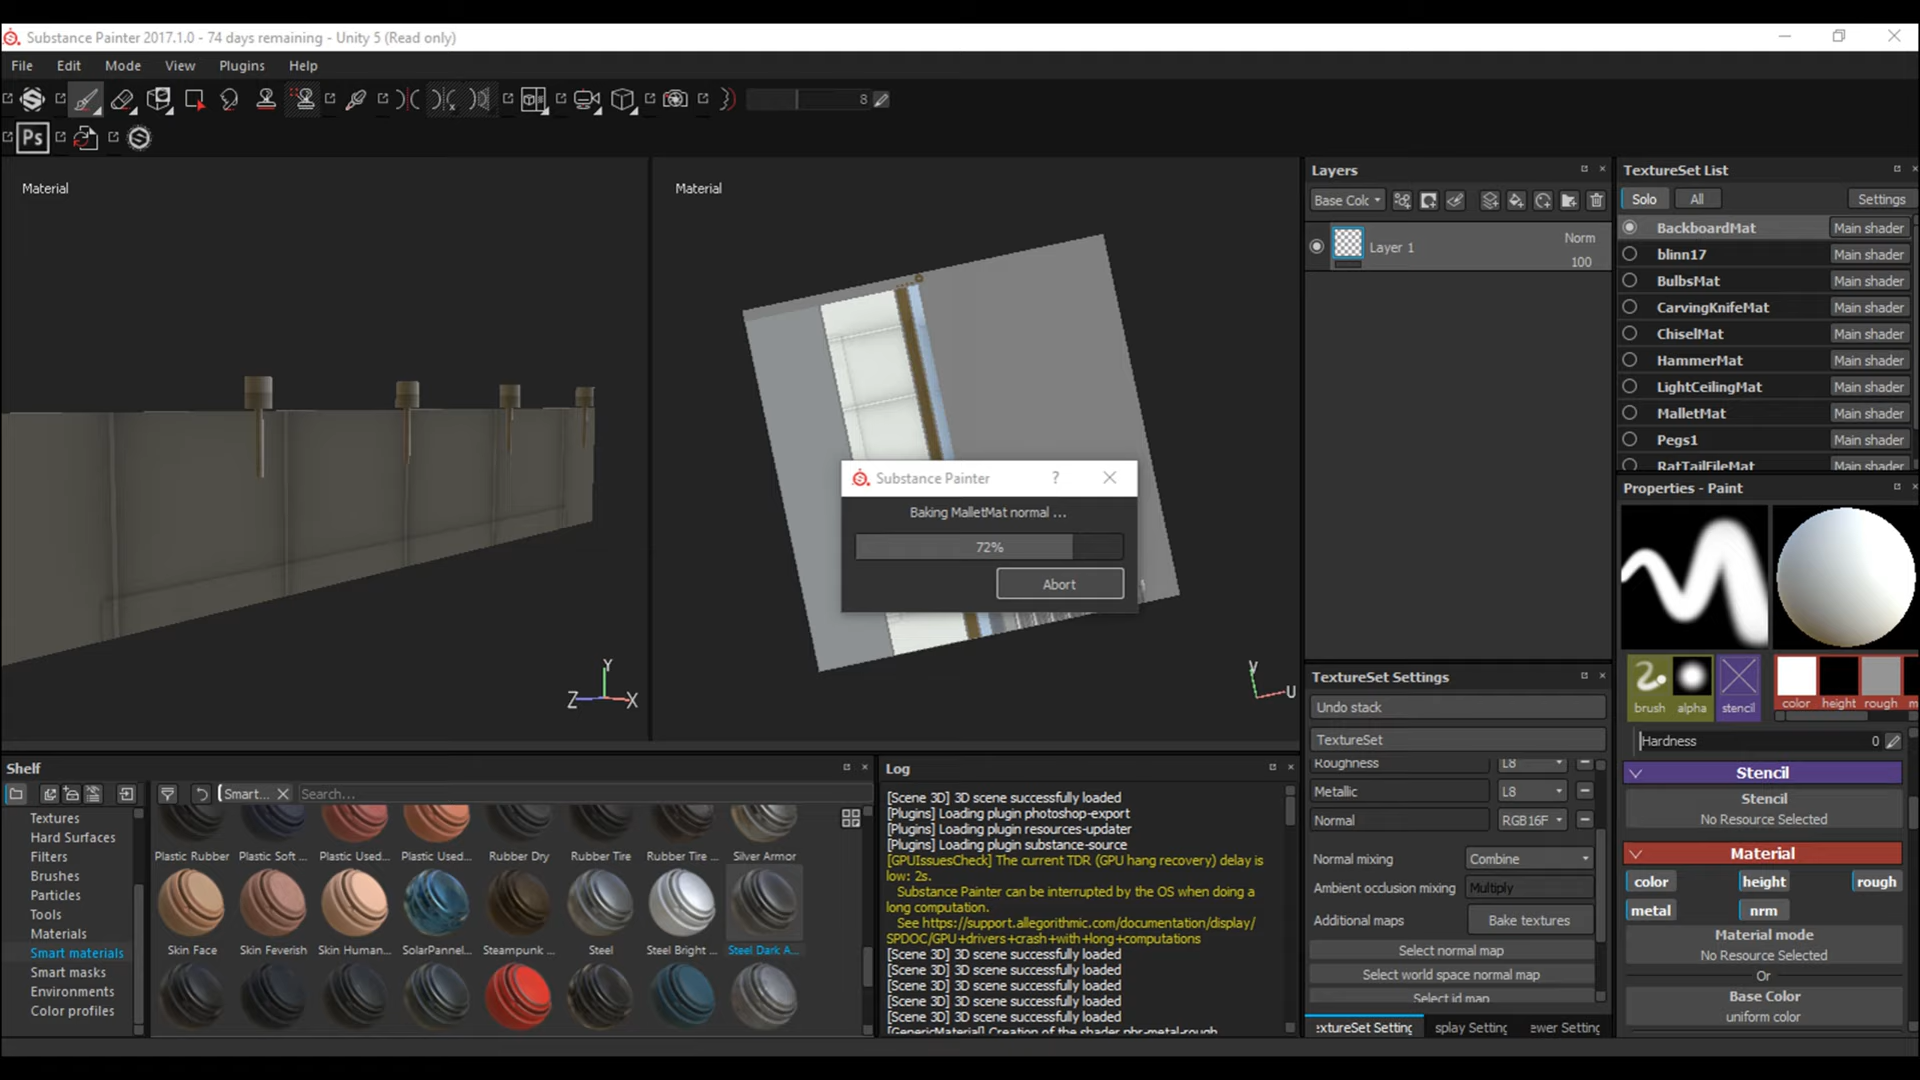 Substance Painter 2017.1.0 - 74 days remaining - Unity 5 (Read only)
File Edit Mode View Plugins Help
8
Ps
Material
Material
Z Y X
V U
Substance Painter ?
Baking MalletMat normal ...
72%
Abort
Layers
Base Colc
Layer 1
Norm
100
TextureSet List
Solo All Settings
BackboardMat Main shader
blinn17 Main shader
BulbsMat Main shader
CarvingKnifeMat Main shader
ChiselMat Main shader
HammerMat Main shader
LightCeilingMat Main shader
MalletMat Main shader
Pegs1 Main shader
RatTailFileMat Main shader
Properties - Paint
brush alpha stencil color height rough m
Hardness 0
Stencil
Stencil
No Resource Selected
Material
color height rough
metal nrm
Material mode
No Resource Selected
Or
Base Color
uniform color
TextureSet Settings
Undo stack
TextureSet
Roughness L8
Metallic L8
Normal RGB16F
Normal mixing Combine
Ambient occlusion mixing Multiply
Additional maps Bake textures
Select normal map
Select world space normal map
Select id map
extureSet Setting splay Setting ewer Setting
Shelf
Smart... Search...
Textures
Hard Surfaces
Filters
Brushes
Particles
Tools
Materials
Smart materials
Smart masks
Environments
Color profiles
Plastic Rubber Plastic Soft ... Plastic Used... Plastic Used... Rubber Dry Rubber Tire Rubber Tire ... Silver Armor
Skin Face Skin Feverish Skin Human... SolarPannel... Steampunk ... Steel Steel Bright ... Steel Dark A...
Log
[Scene 3D] 3D scene successfully loaded
[Plugins] Loading plugin photoshop-export
[Plugins] Loading plugin resources-updater
[Plugins] Loading plugin substance-source
[GPUIssuesCheck] The current TDR (GPU hang recovery) delay is
low: 2s.
Substance Painter can be interrupted by the OS when doing a
long computation.
See https://support.allegorithmic.com/documentation/display/
SPDOC/GPU+drivers+crash+with+long+computations
[Scene 3D] 3D scene successfully loaded
[Scene 3D] 3D scene successfully loaded
[Scene 3D] 3D scene successfully loaded
[Scene 3D] 3D scene successfully loaded
[Scene 3D] 3D scene successfully loaded
[GenericMaterial] Creation of the shader pbr-metal-rough